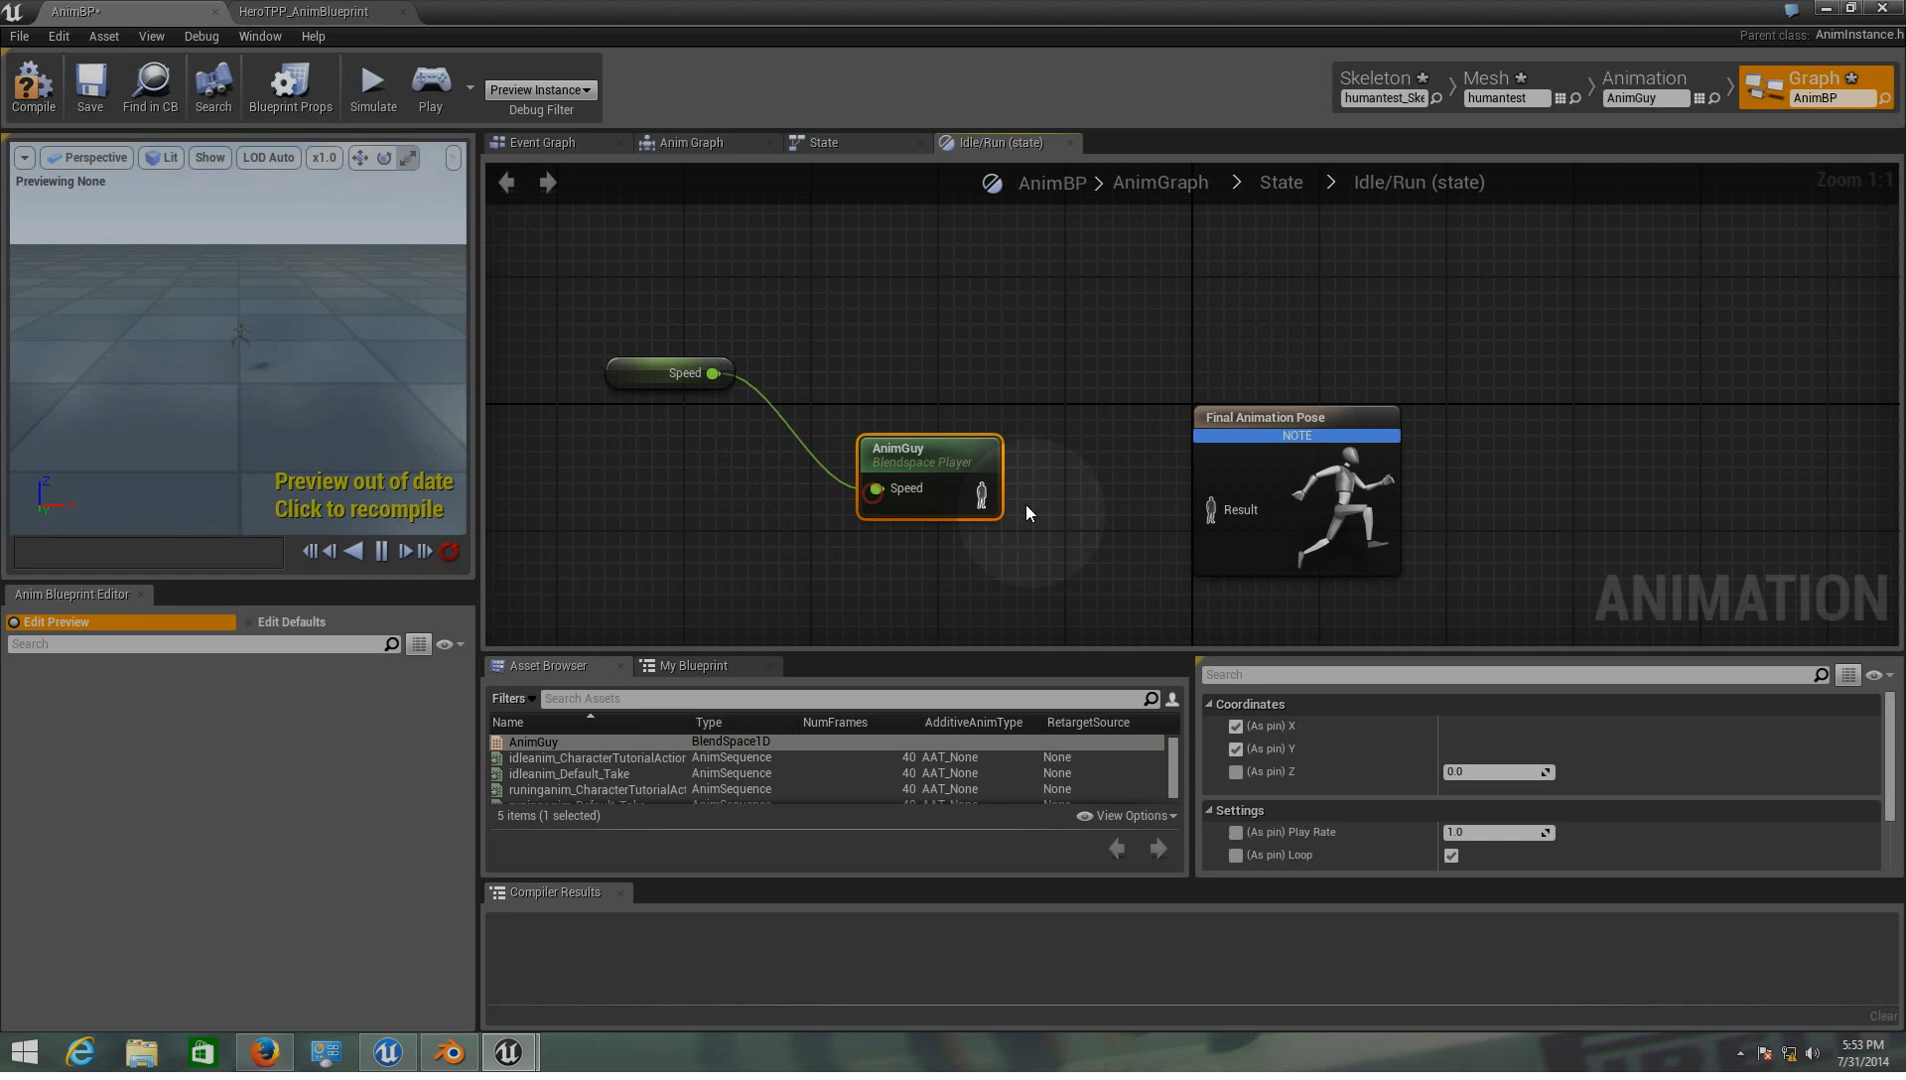 AnimBP•
HeroTPP_AnimBlueprint
File Edit Asset View Debug Window Help
Parent class: AnimInstance.h
Compile
Save
Find in CB
Search
Blueprint Props
Simulate
Play
Preview Instance
Debug Filter
Skeleton
humantest_Ske
Mesh
humantest
Animation
AnimGuy
Graph
AnimBP
Perspective
Lit
Show
LOD Auto
x1.0
Previewing None
Preview out of date
Click to recompile
Z
X
Y
Event Graph
Anim Graph
State
Idle/Run (state)
AnimBP > AnimGraph > State > Idle/Run (state)
Zoom 1:1
Speed
AnimGuy
Blendspace Player
Speed
Final Animation Pose
NOTE
Result
ANIMATION
Anim Blueprint Editor
Edit Preview
Edit Defaults
Search
Asset Browser
My Blueprint
Filters
Search Assets
Name Type NumFrames AdditiveAnimType RetargetSource
AnimGuy BlendSpace1D
idleanim_CharacterTutorialAction AnimSequence 40 AAT_None None
idleanim_Default_Take AnimSequence 40 AAT_None None
runinganim_CharacterTutorialAct AnimSequence 40 AAT_None None
runinganim_Default_Take AnimSequence 40 AAT_None None
5 items (1 selected)
View Options
Search
Coordinates
(As pin) X
(As pin) Y
(As pin) Z 0.0
Settings
(As pin) Play Rate 1.0
(As pin) Loop
Compiler Results
Clear
5:53 PM
7/31/2014